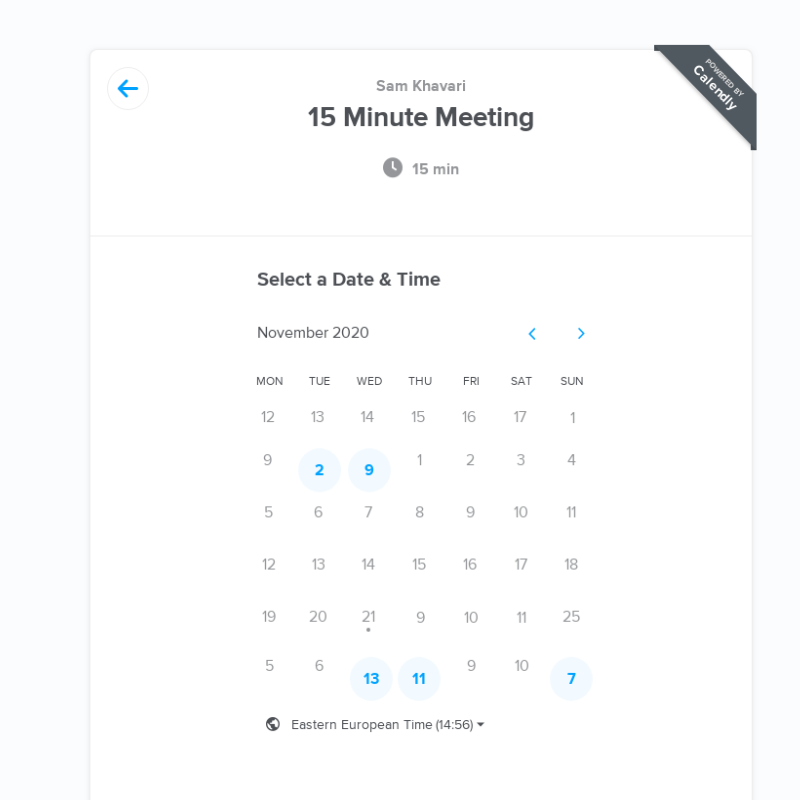 POWERED BY
Calendly
Sam Khavari
15 Minute Meeting
15 min
Select a Date & Time
November 2020
MON TUE WED THU FRI SAT SUN
12 13 14 15 16 17 1
9 2 9 1 2 3 4
5 6 7 8 9 10 11
12 13 14 15 16 17 18
19 20 21 9 10 11 25
5 6 13 11 9 10 7
Eastern European Time (14:56)